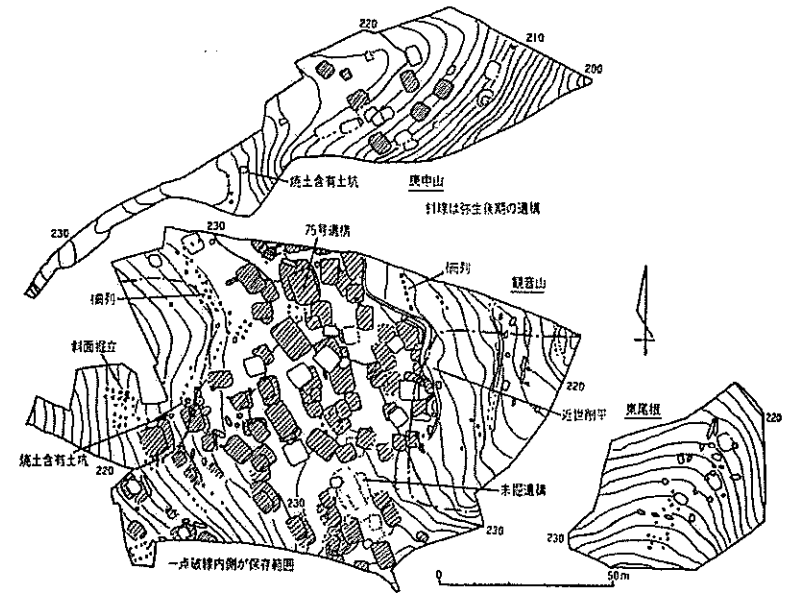 220
210
200
焼土含有土坑
庚申山
斜線は弥生後期の遺構
230
230
75号遺構
柵列
観音山
柵列
斜面掘立
220
近世削平
東尾根
220
焼土含有土坑
220
230
未掘遺構
230
230
一点破線内側が保存範囲
0
50m